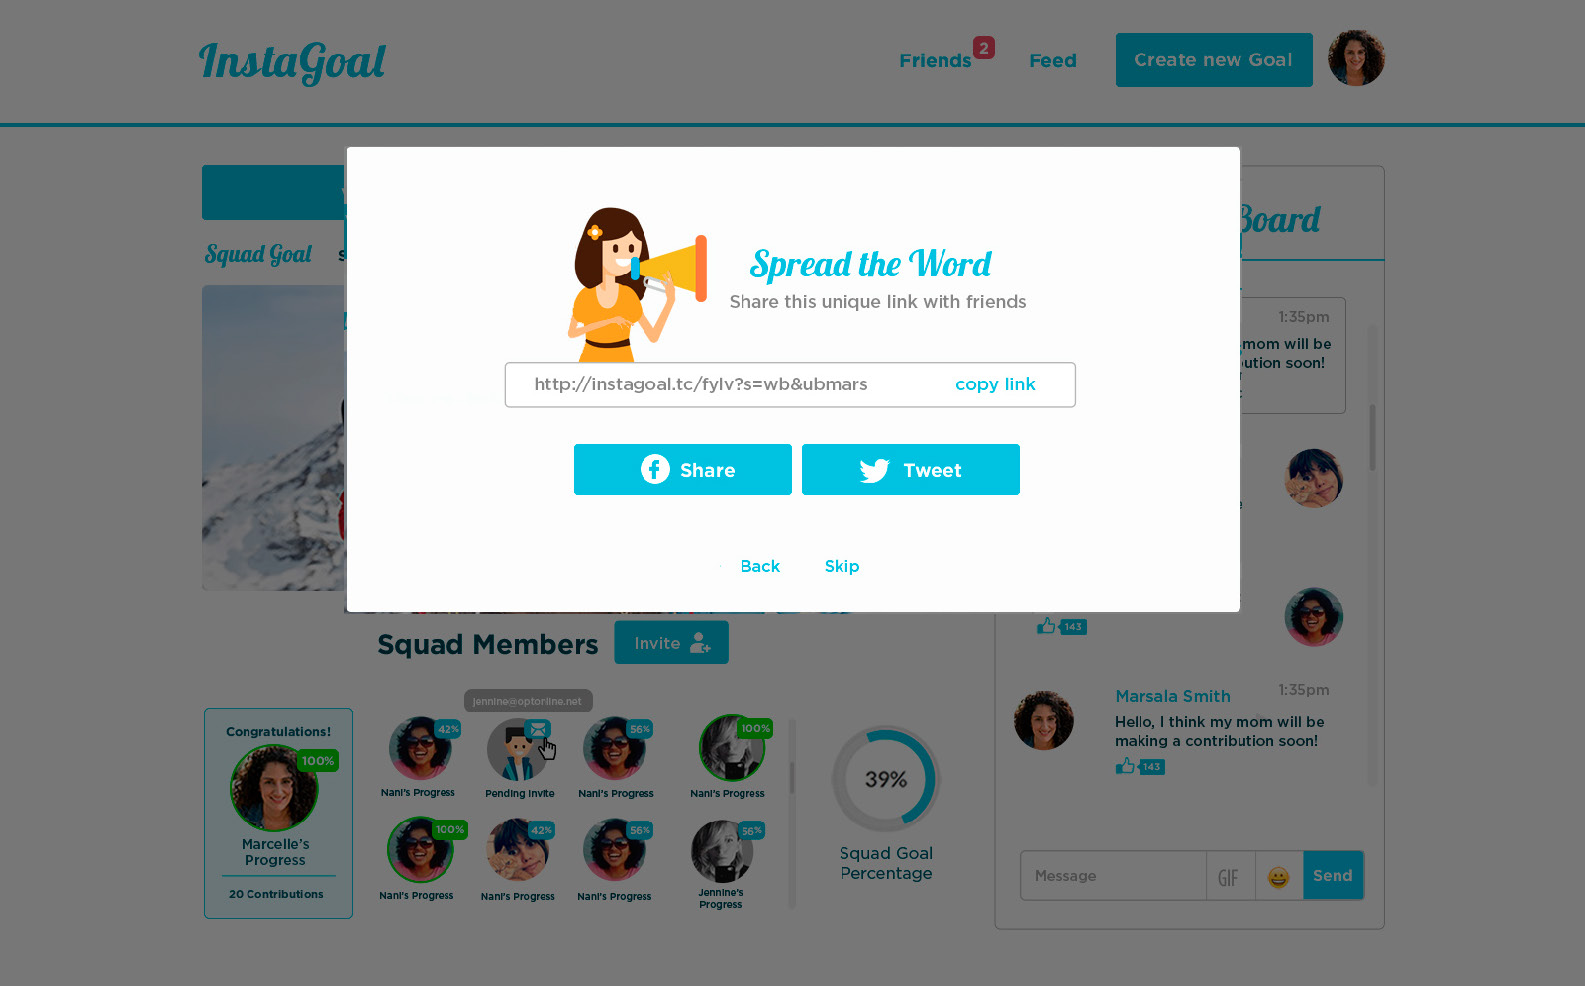 InstaGoal
Friends 2
Feed
Create new Goal
Squad Goal
Board
Spread the Word
Share this unique link with friends
http://instagoal.tc/fylv?s=wb&ubmars
copy link
Share
Tweet
Back
Skip
1:35pm
mom will be
soon!
143
Marsala Smith
1:35pm
Hello, I think my mom will be
making a contribution soon!
143
Message
GIF
Send
Squad Members
Invite
jennine@optonline.net
Congratulations!
100%
Marcelle's
Progress
20 Contributions
42%
56%
100%
Nani's Progress
Pending Invite
Nani's Progress
Nani's Progress
100%
42%
56%
56%
Nani's Progress
Nani's Progress
Nani's Progress
Jennine's
Progress
39%
Squad Goal
Percentage